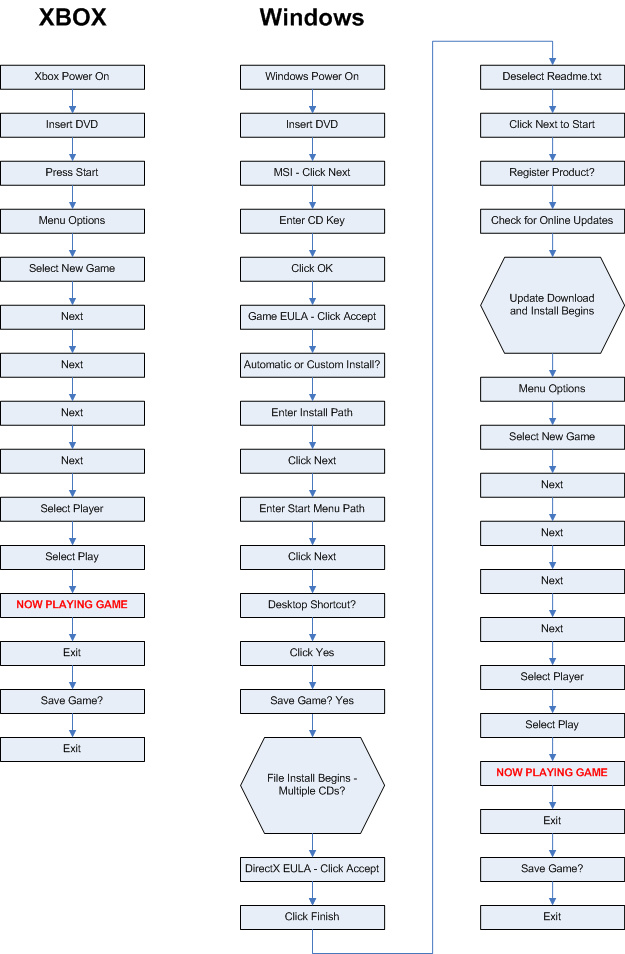 XBOX
Xbox Power On
Insert DVD
Press Start
Menu Options
Select New Game
Next
Next
Next
Next
Select Player
Select Play
NOW PLAYING GAME
Exit
Save Game?
Exit
Windows
Windows Power On
Insert DVD
MSI - Click Next
Enter CD Key
Click OK
Game EULA - Click Accept
Automatic or Custom Install?
Enter Install Path
Click Next
Enter Start Menu Path
Click Next
Desktop Shortcut?
Click Yes
Save Game? Yes
File Install Begins -
Multiple CDs?
DirectX EULA - Click Accept
Click Finish
Deselect Readme.txt
Click Next to Start
Register Product?
Check for Online Updates
Update Download
and Install Begins
Menu Options
Select New Game
Next
Next
Next
Next
Select Player
Select Play
NOW PLAYING GAME
Exit
Save Game?
Exit